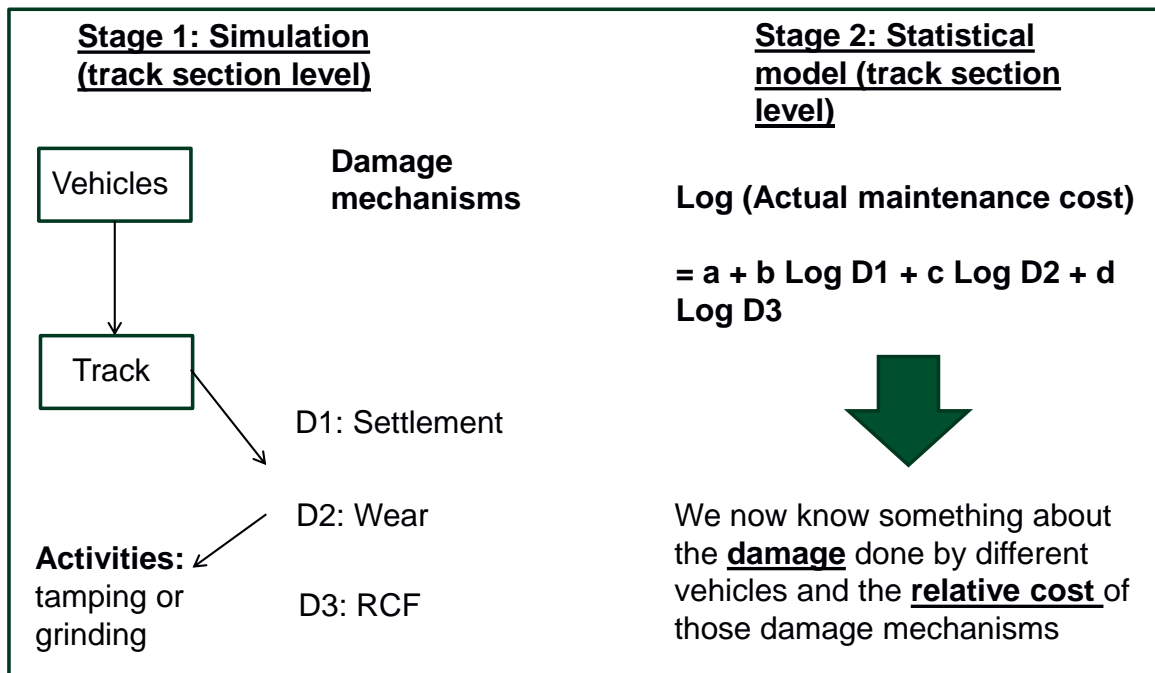 Stage 1: Simulation
(track section level)
Vehicles
Damage
mechanisms
Track
D1: Settlement
D2: Wear
Activities:
tamping or
grinding
D3: RCF
Stage 2: Statistical
model (track section
level)
Log (Actual maintenance cost)
= a + b Log D1 + c Log D2 + d
Log D3
We now know something about
the damage done by different
vehicles and the relative cost of
those damage mechanisms